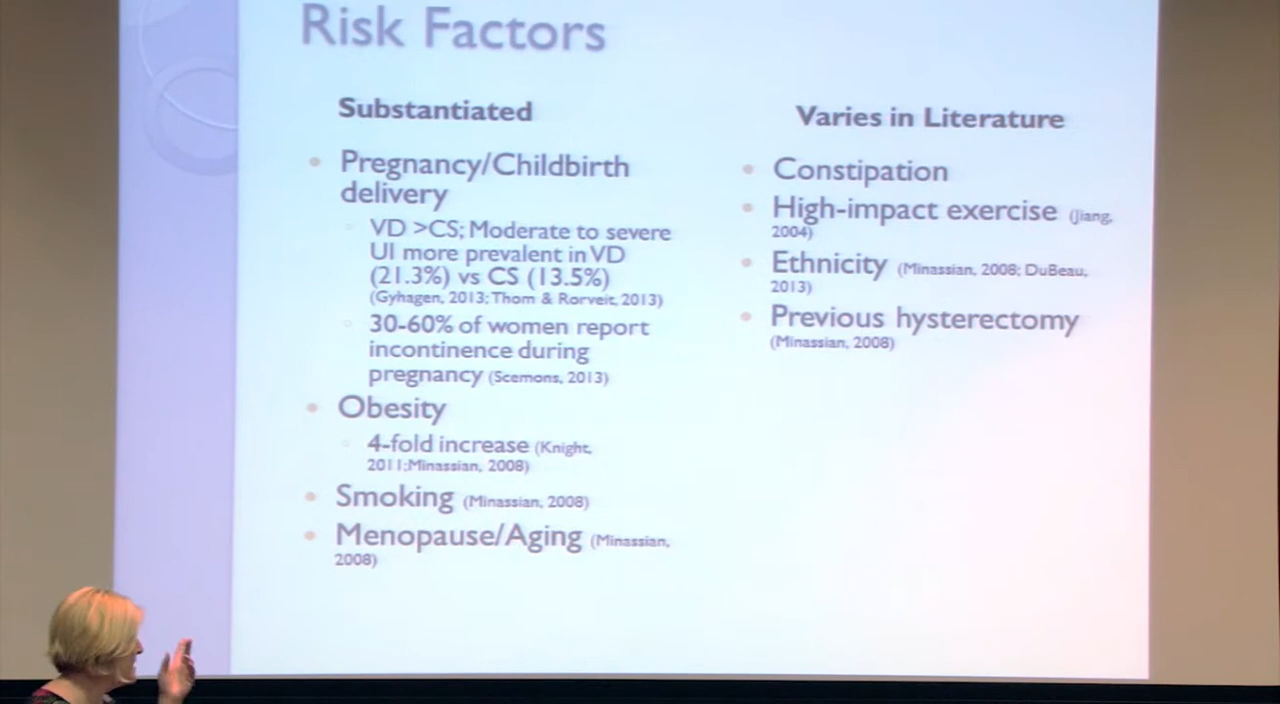 Risk Factors
Substantiated
Pregnancy/Childbirth
delivery
VD >CS; Moderate to severe
UI more prevalent in VD
(21.3%) vs CS (13.5%)
(Gyhagen, 2013; Thom & Rorveit, 2013)
30-60% of women report
incontinence during
pregnancy (Scemons, 2013)
Obesity
4-fold increase (Knight,
2011;Minassian, 2008)
Smoking (Minassian, 2008)
Menopause/Aging (Minassian,
2008)
Varies in Literature
Constipation
High-impact exercise (Jiang,
2004)
Ethnicity (Minassian, 2008; DuBeau,
2013)
Previous hysterectomy
(Minassian, 2008)